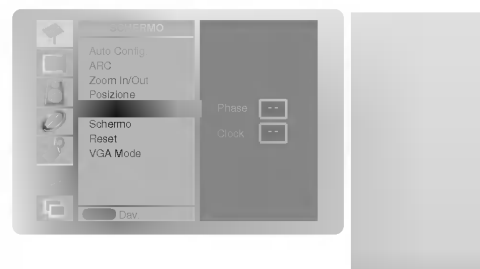 SCHERMO
Auto Config.
ARC
Zoom In/Out
Posizione
Phase
--
Clock
--
Schermo
Reset
VGA Mode
Dav